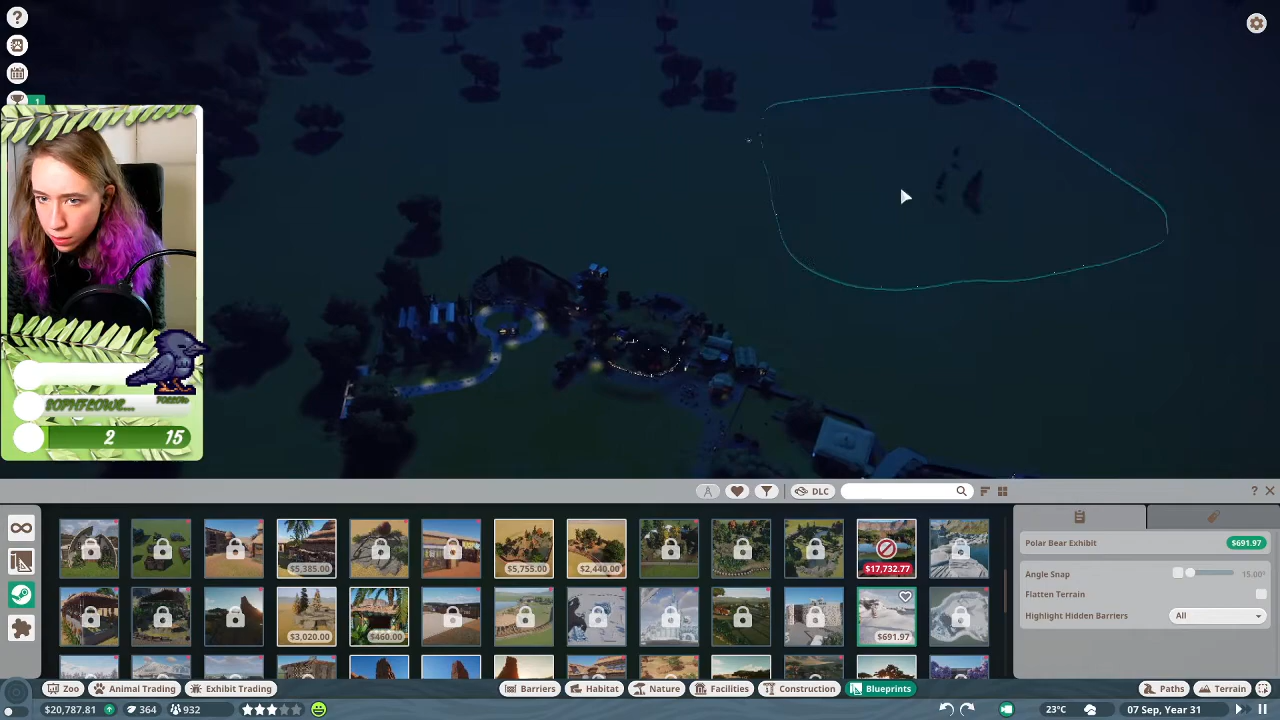 ?
1
SOPHFLOWR...
FOLLOW
2 15
DLC
?
$5,385.00
$5,755.00
$2,440.00
$17,732.77
$3,020.00
$460.00
$691.97
Polar Bear Exhibit $691.97
Angle Snap 15.00°
Flatten Terrain
Highlight Hidden Barriers All
Zoo Animal Trading Exhibit Trading Barriers Habitat Nature Facilities Construction Blueprints Paths Terrain
$20,787.81 364 932 23°C 07 Sep, Year 31